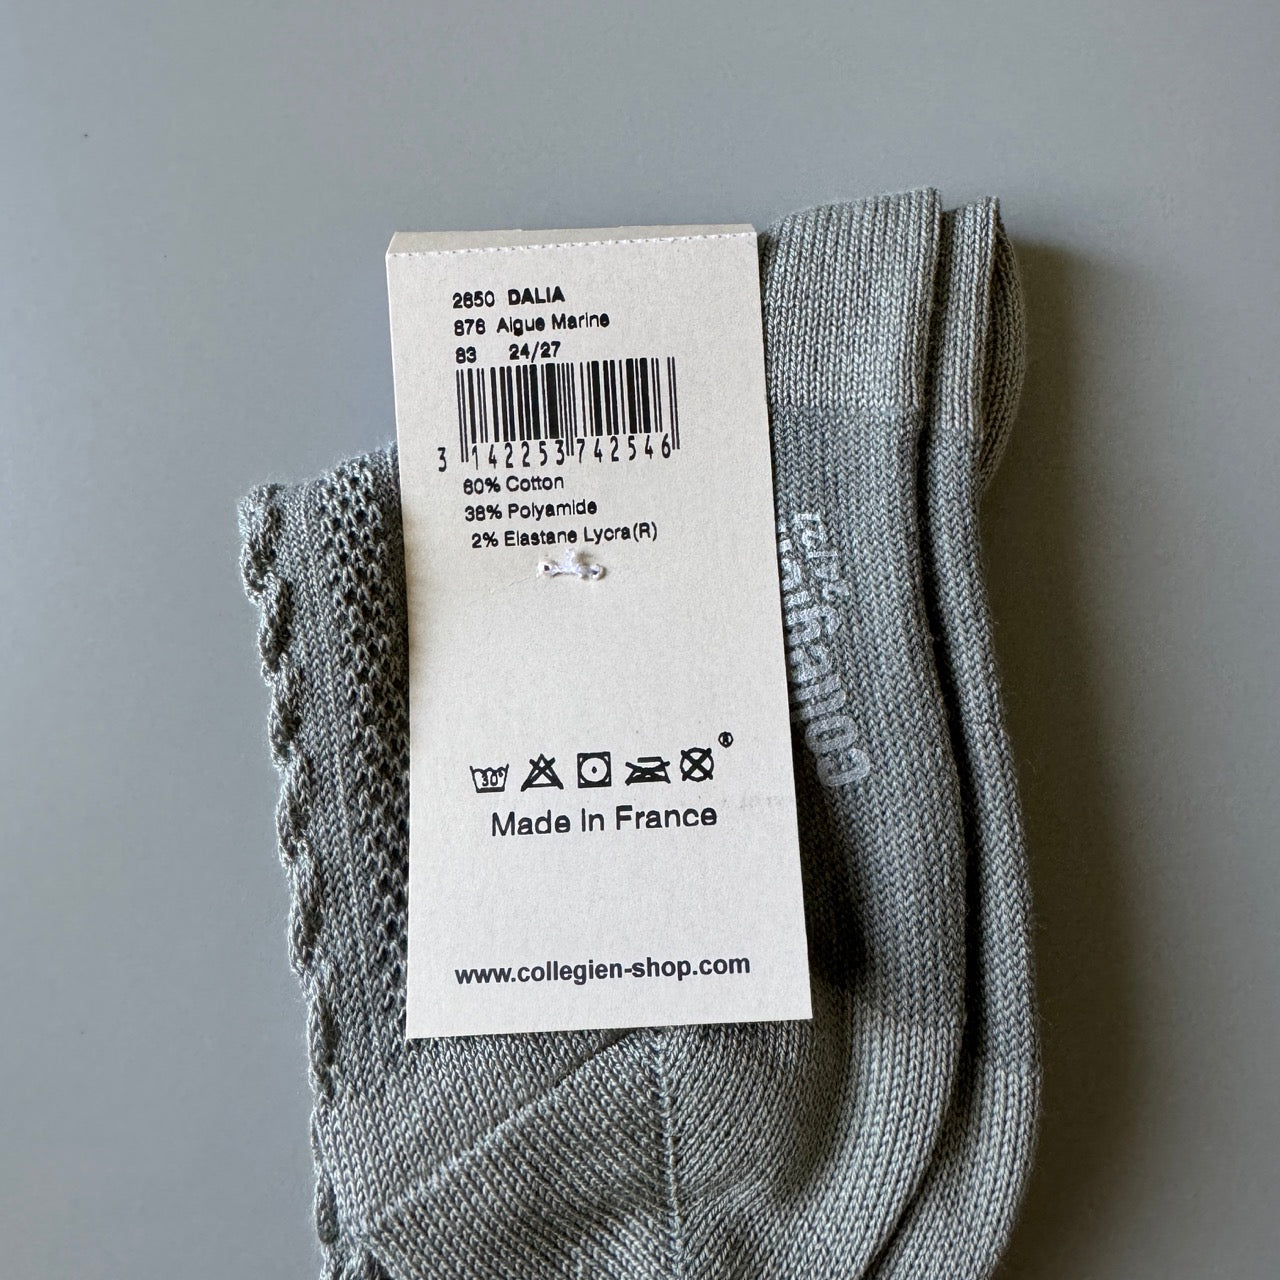 2650 DALIA
876 Aigue Marine
83 24/27
3 142253 742546
60% Cotton
38% Polyamide
2% Elastane Lycra(R)
30°
®
Made in France
www.collegien-shop.com
collégien